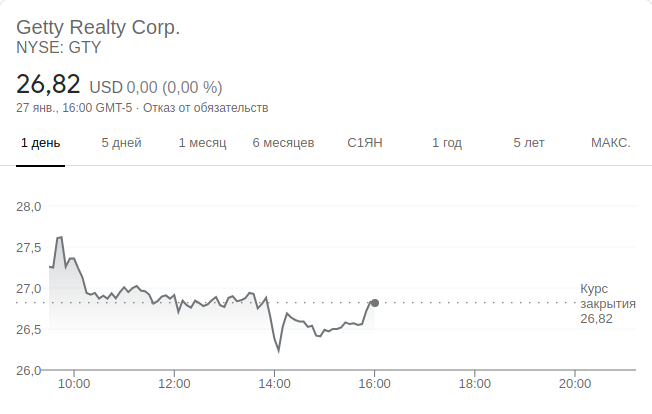 Getty Realty Corp.
NYSE: GTY
26,82 USD 0,00 (0,00 %)
27 янв., 16:00 GMT-5 · Отказ от обязательств
1 день 5 дней 1 месяц 6 месяцев С1ЯН 1 год 5 лет МАКС.
28,0
27,5
27,0
26,5
26,0
Курс
закрытия
26,82
10:00 12:00 14:00 16:00 18:00 20:00